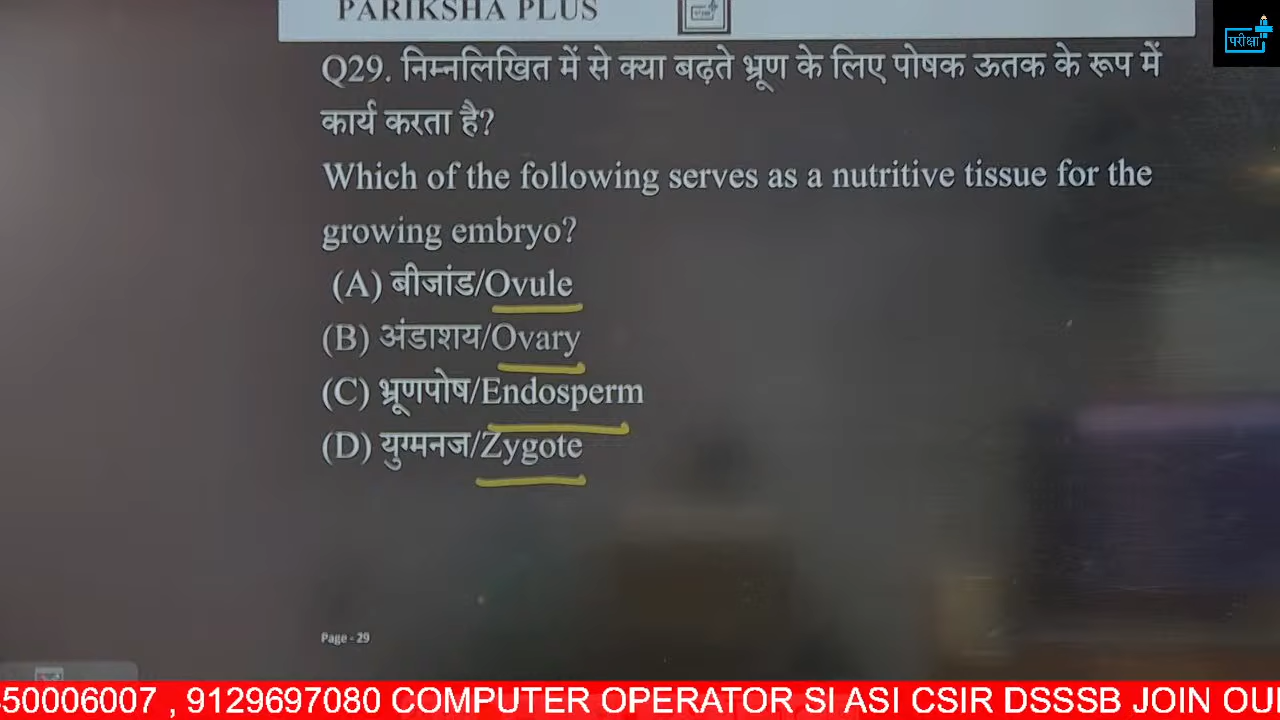 PARIKSHA PLUS
परीक्षा
Q29. निम्नलिखित में से क्या बढ़ते भ्रूण के लिए पोषक ऊतक के रूप में
कार्य करता है?
Which of the following serves as a nutritive tissue for the
growing embryo?
(A) बीजांड/Ovule
(B) अंडाशय/Ovary
(C) भ्रूणपोष/Endosperm
(D) युग्मनज/Zygote
Page - 29
50006007 , 9129697080 COMPUTER OPERATOR SI ASI CSIR DSSSB JOIN OU